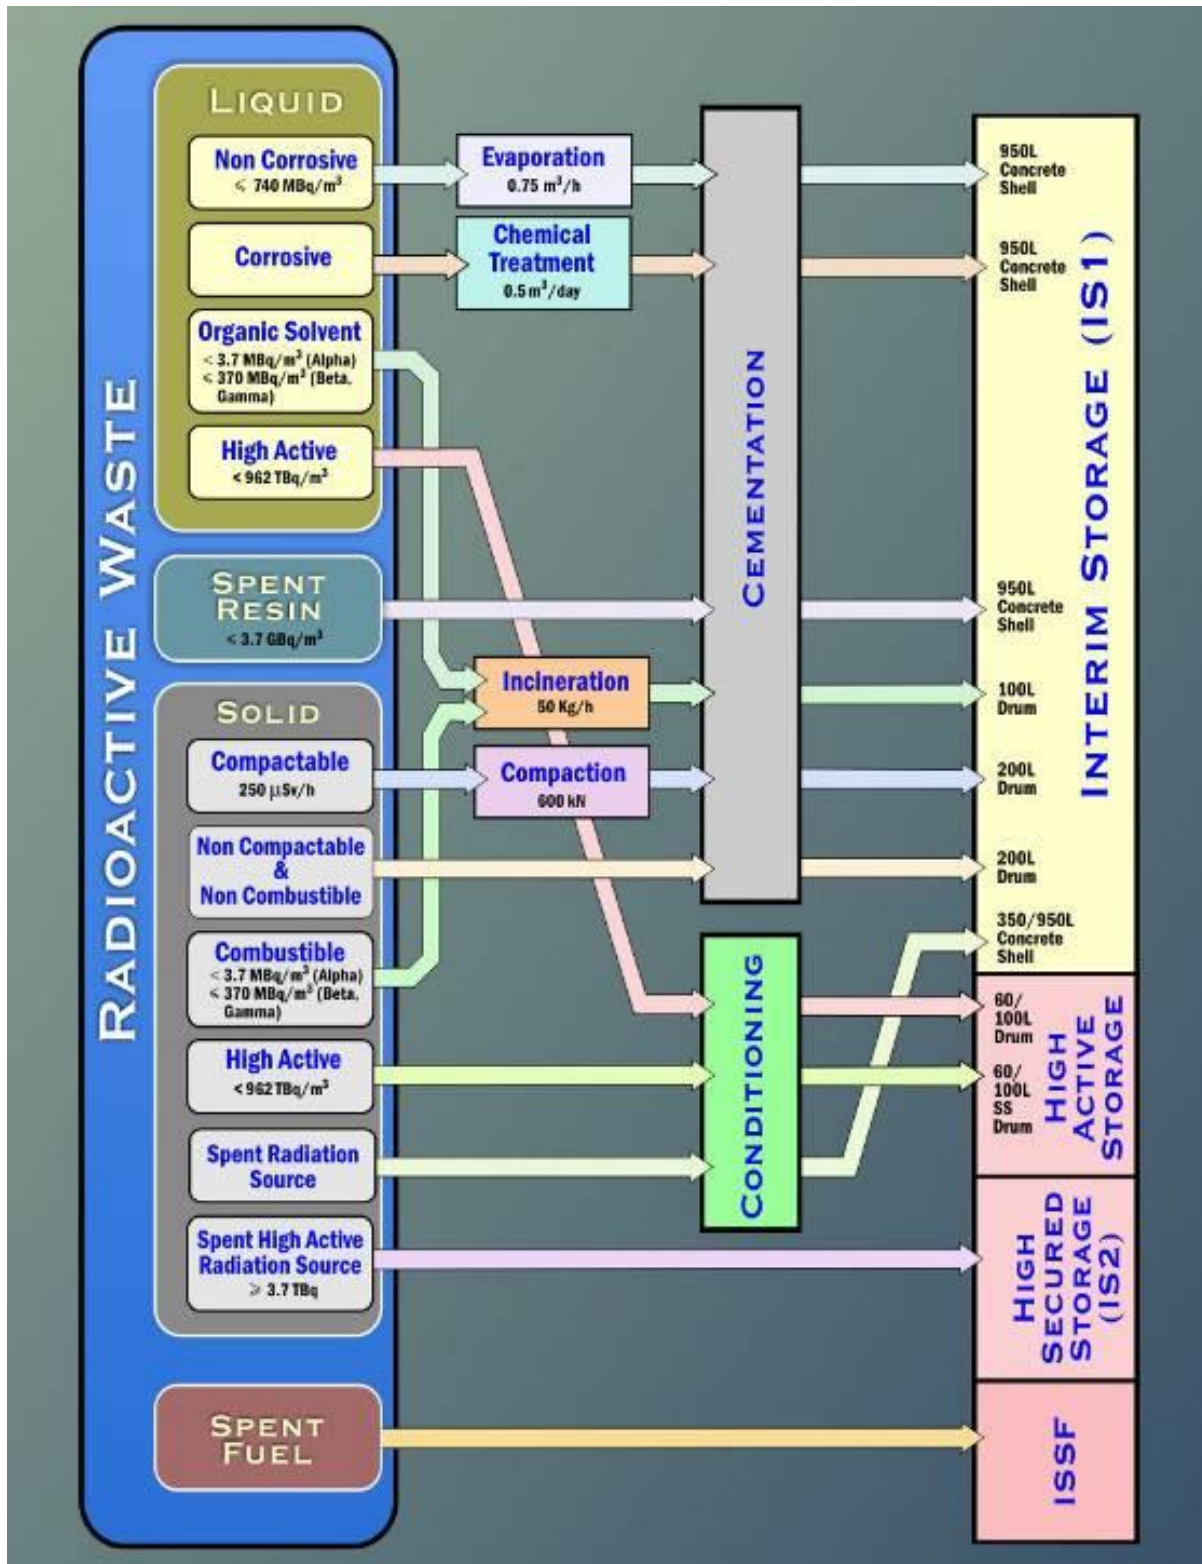 RADIOACTIVE WASTE
LIQUID
Non Corrosive
⩽ 740 MBq/m³
Corrosive
Organic Solvent
< 3.7 MBq/m³ (Alpha)
⩽ 370 MBq/m³ (Beta,
Gamma)
High Active
< 962 TBq/m³
SPENT
RESIN
⩽ 3.7 GBq/m³
SOLID
Compactable
250 µSv/h
Non Compactable
&
Non Combustible
Combustible
< 3.7 MBq/m³ (Alpha)
⩽ 370 MBq/m³ (Beta,
Gamma)
High Active
< 962 TBq/m³
Spent Radiation
Source
Spent High Active
Radiation Source
⩾ 3.7 TBq
SPENT
FUEL
Evaporation
0.75 m³/h
Chemical
Treatment
0.5 m³/day
Incineration
50 Kg/h
Compaction
600 kN
CEMENTATION
CONDITIONING
950L
Concrete
Shell
950L
Concrete
Shell
950L
Concrete
Shell
100L
Drum
200L
Drum
200L
Drum
350/950L
Concrete
Shell
INTERIM STORAGE (IS1)
60/
100L
Drum
60/
100L
SS
Drum
HIGH
ACTIVE
STORAGE
HIGH
SECURED
STORAGE
(IS2)
ISSF